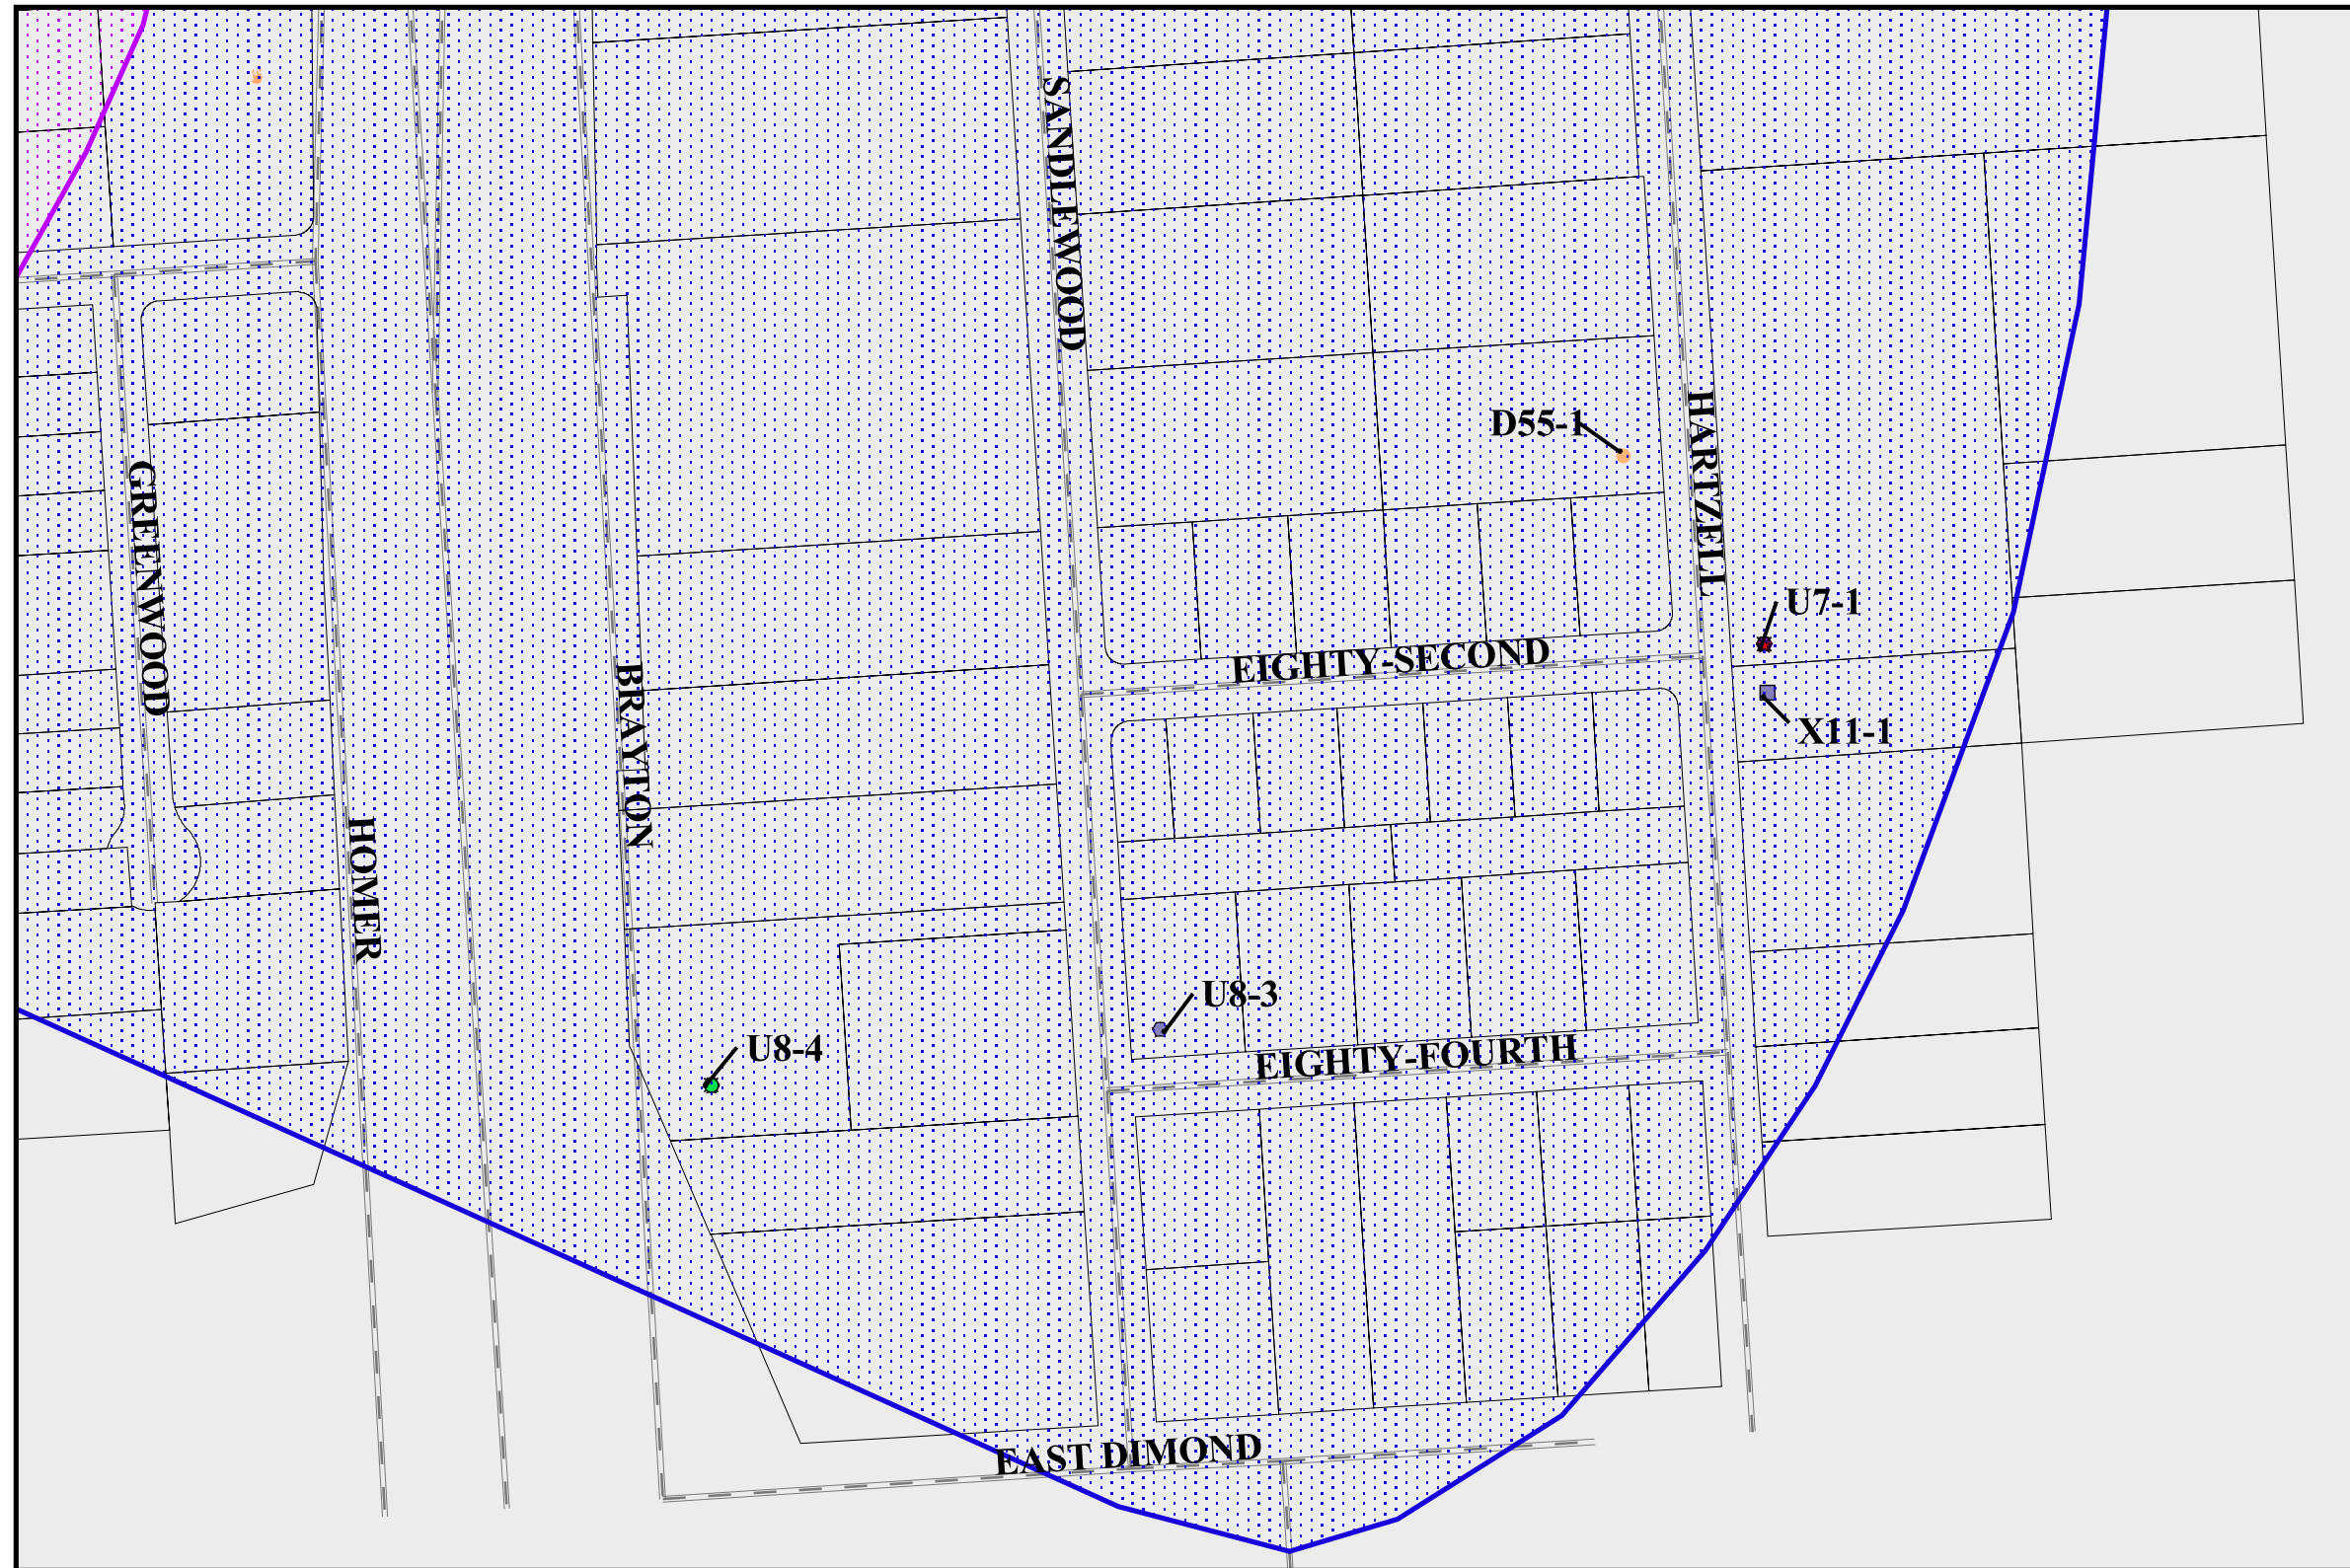 SANDLEWOOD
D55-1
HARTZELL
GREENWOOD
U7-1
EIGHTY-SECOND
BRAYTON
X11-1
HOMER
U8-3
U8-4
EIGHTY-FOURTH
EAST DIMOND